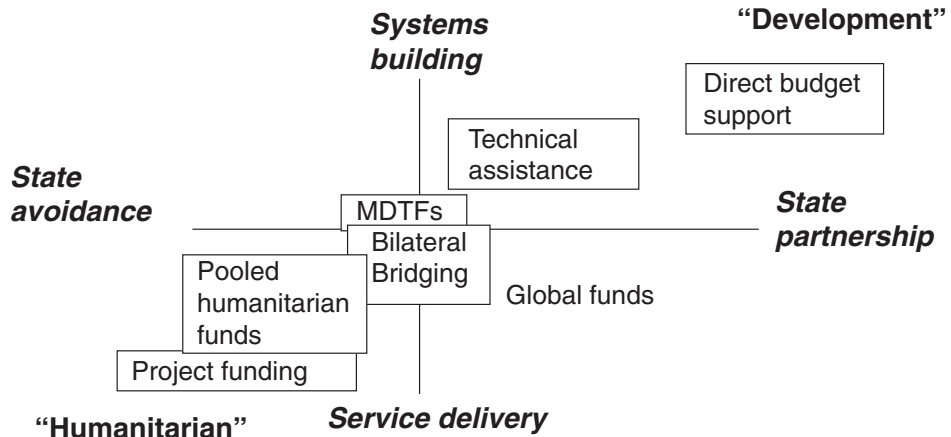 Systems
building
“Development”
Direct budget
support
Technical
assistance
State
avoidance
MDTFs
State
partnership
Bilateral
Bridging
Pooled
humanitarian
funds
Global funds
Project funding
“Humanitarian”
Service delivery